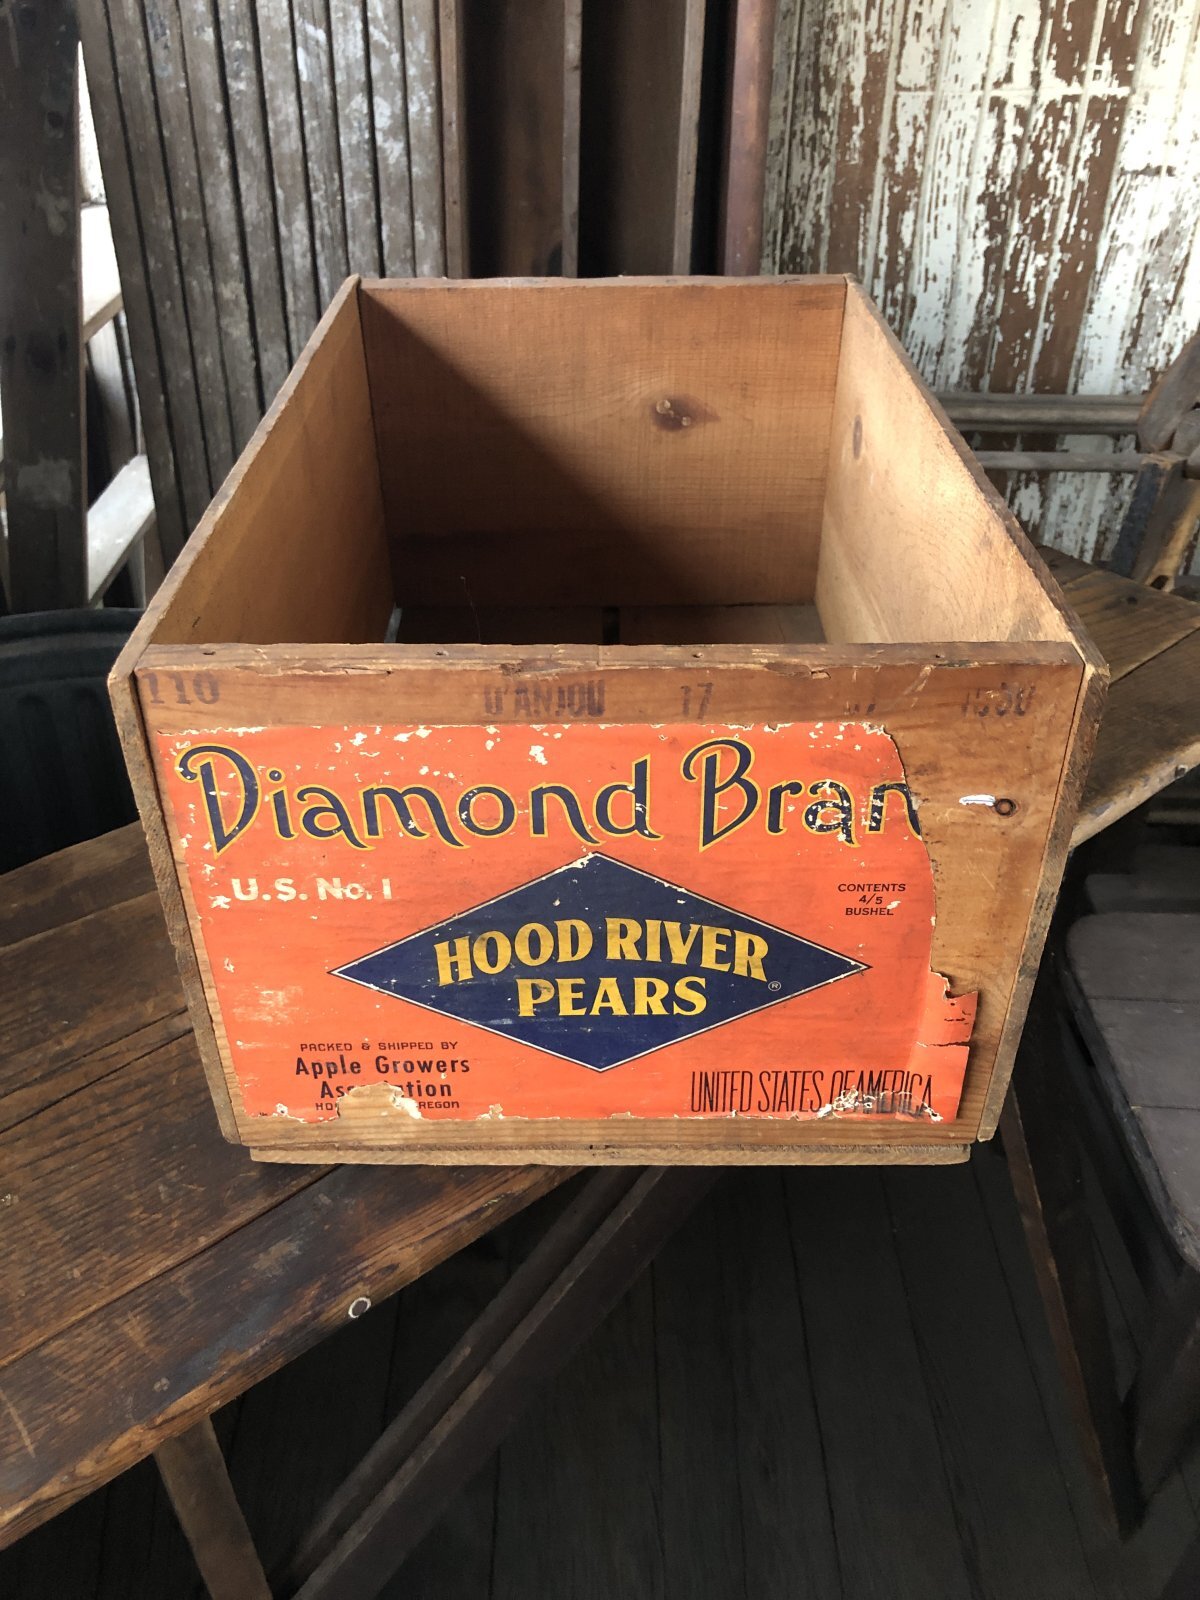 110 D'ANJOU 17
Diamond Bran
U.S. No. 1
CONTENTS
4/5
BUSHEL
HOOD RIVER
PEARS ®
PACKED & SHIPPED BY
Apple Growers
UNITED STATES OF AMERICA